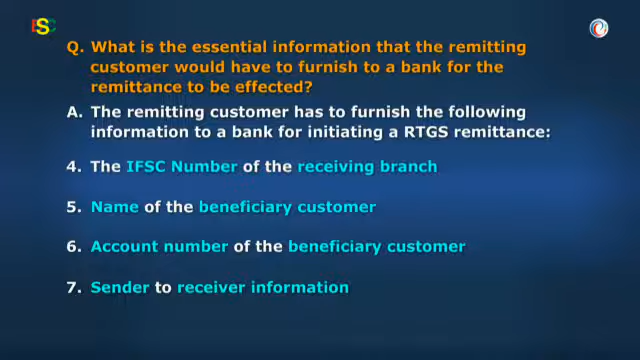 ESC
Q. What is the essential information that the remitting
customer would have to furnish to a bank for the
remittance to be effected?
A. The remitting customer has to furnish the following
information to a bank for initiating a RTGS remittance:
4. The IFSC Number of the receiving branch
5. Name of the beneficiary customer
6. Account number of the beneficiary customer
7. Sender to receiver information